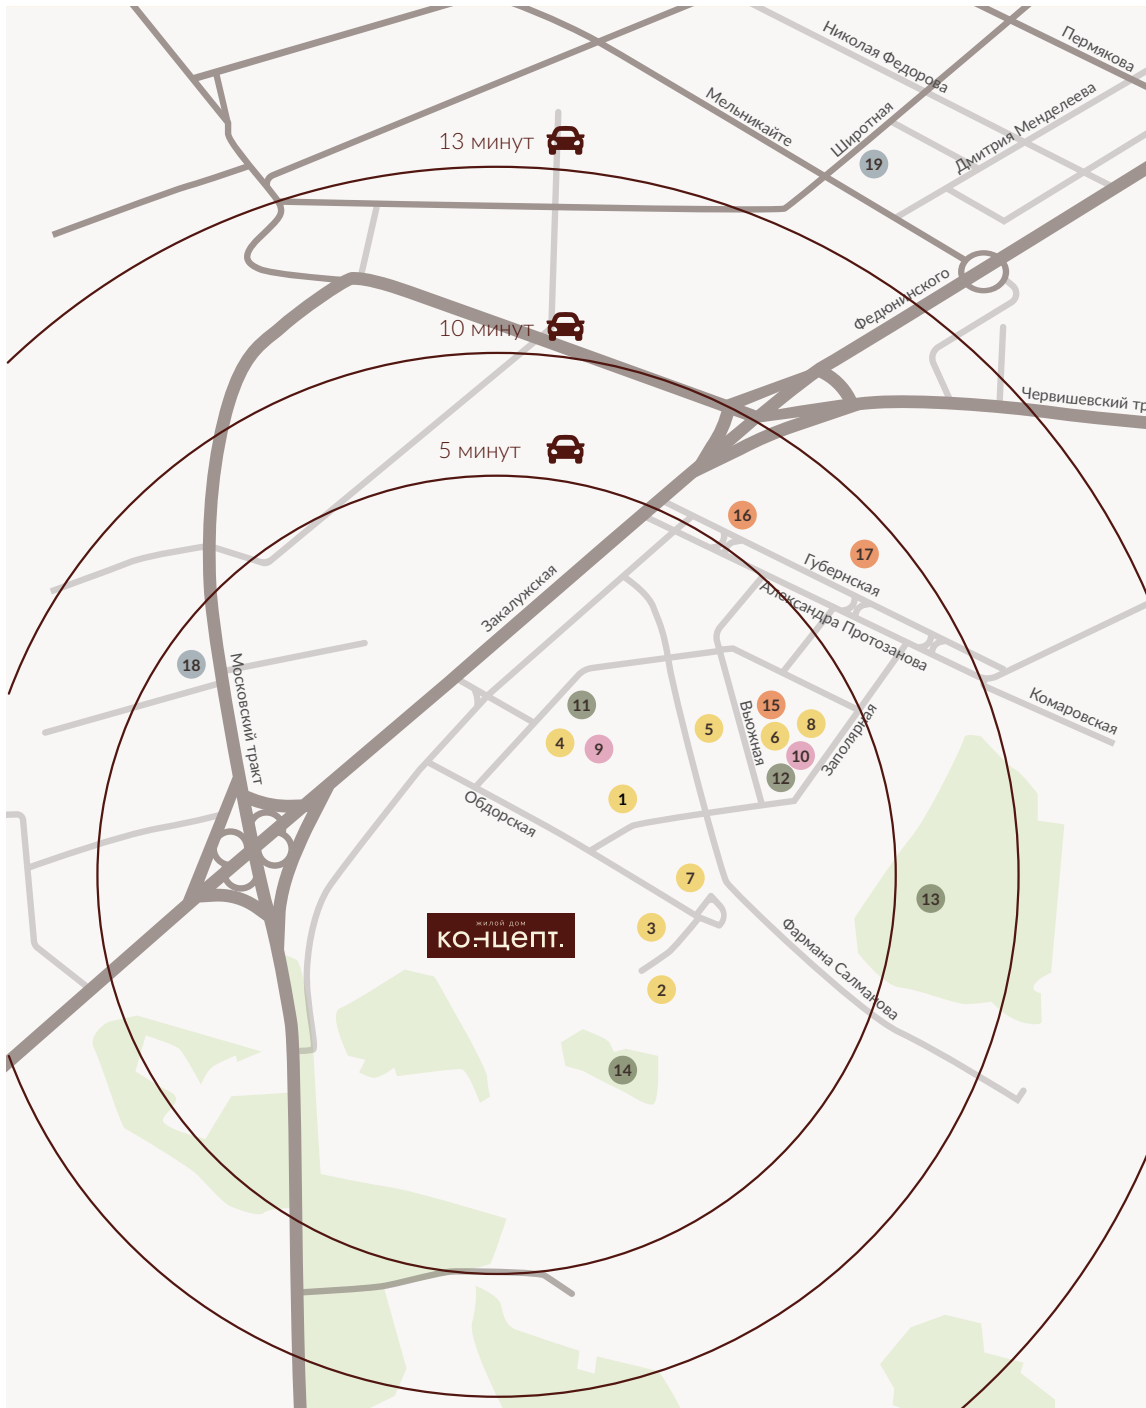 Николая Федорова
Пермякова
Мельникайте
Широтная
Дмитрия Менделеева
13 минут
19
Федюнинского
10 минут
Червишевский тр
5 минут
16
17
Губернская
Закалужская
Александра Протозанова
18
Московский тракт
Комаровская
11
15
8
Вьюжная
5
6
4
9
10
Заполярная
12
1
Обдорская
7
13
жилой дом
концепт.
3
Фармана Салманова
2
14